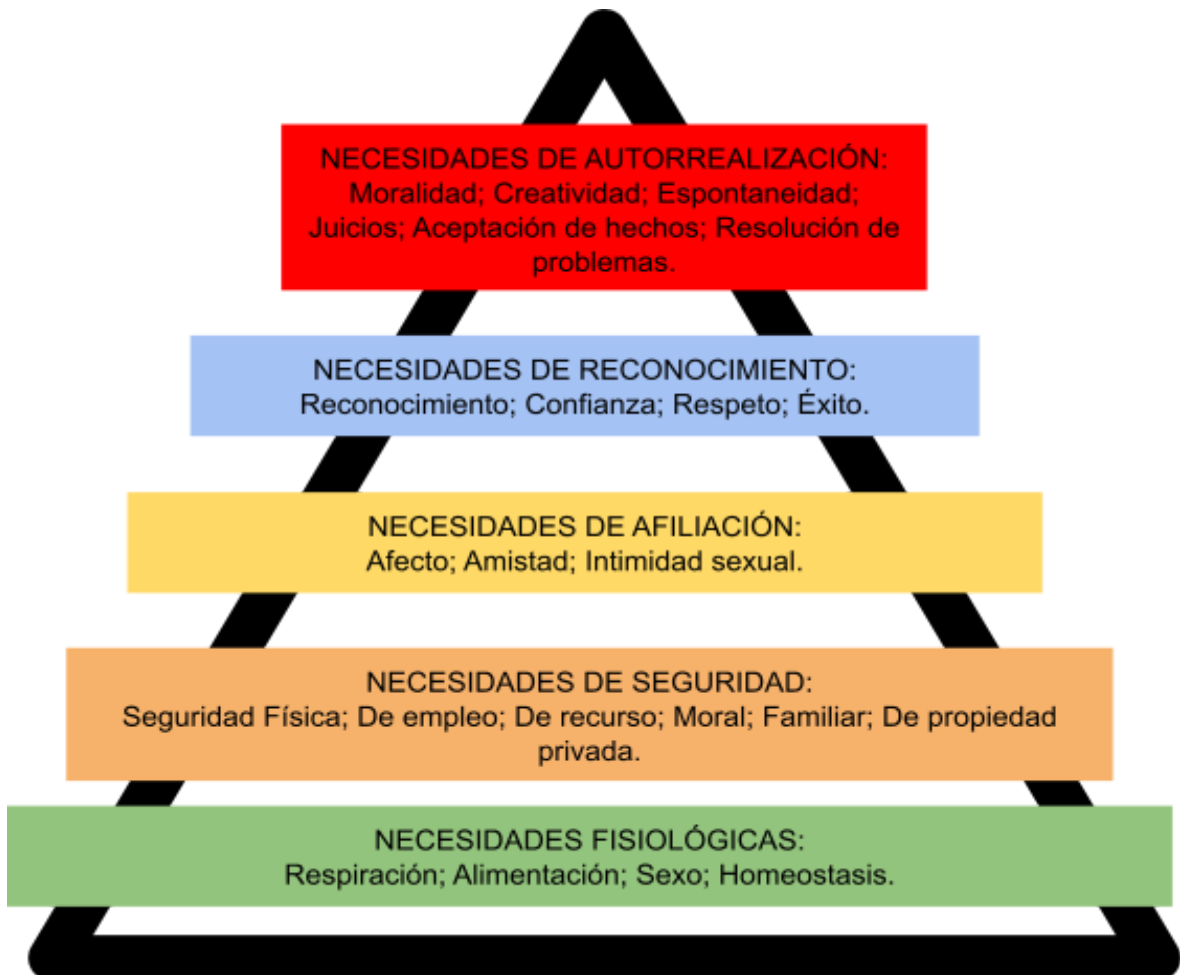 NECESIDADES DE AUTORREALIZACIÓN:
Moralidad; Creatividad; Espontaneidad;
Juicios; Aceptación de hechos; Resolución de
problemas.
NECESIDADES DE RECONOCIMIENTO:
Reconocimiento; Confianza; Respeto; Éxito.
NECESIDADES DE AFILIACIÓN:
Afecto; Amistad; Intimidad sexual.
NECESIDADES DE SEGURIDAD:
Seguridad Física; De empleo; De recurso; Moral; Familiar; De propiedad
privada.
NECESIDADES FISIOLÓGICAS:
Respiración; Alimentación; Sexo; Homeostasis.